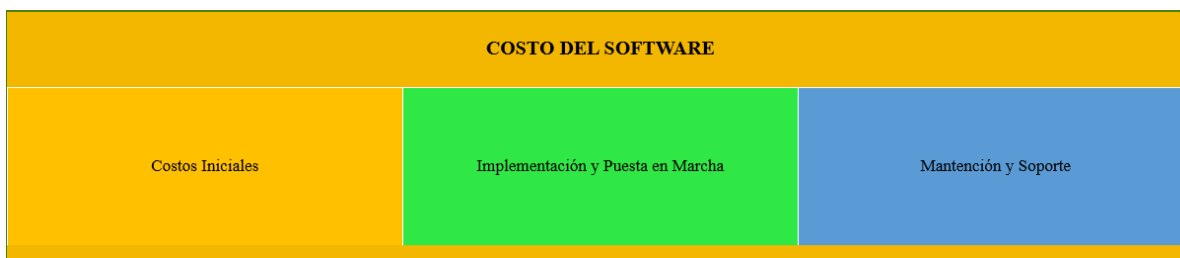 COSTO DEL SOFTWARE
Costos Iniciales
Implementación y Puesta en Marcha
Mantención y Soporte